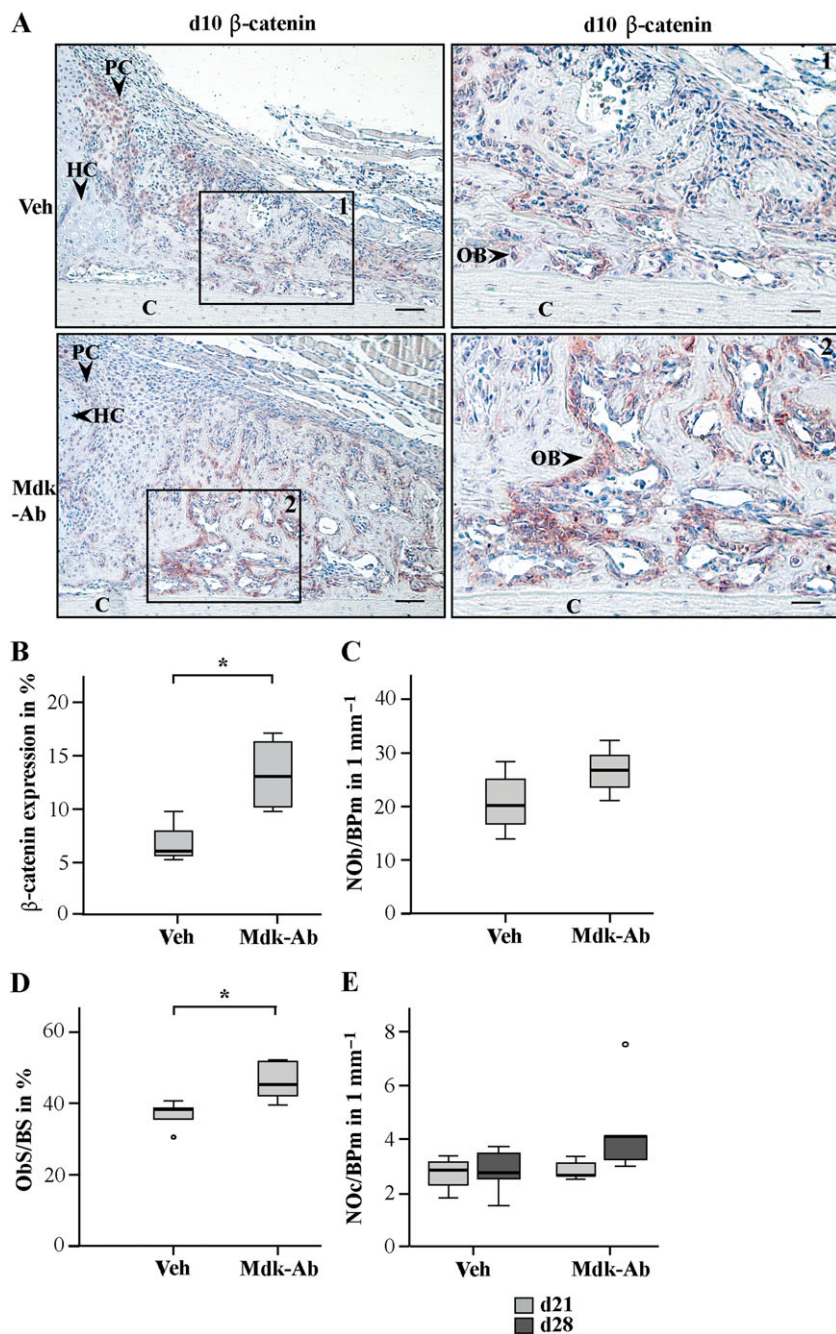 A
d10 β-catenin
d10 β-catenin
PC
HC
Veh
1
C
1
OB
C
PC
HC
Mdk
-Ab
2
C
2
OB
C
B
*
β-catenin expression in %
20
15
10
5
0
Veh
Mdk-Ab
C
NOb/BPm in 1 mm⁻¹
40
30
20
10
0
Veh
Mdk-Ab
D
*
ObS/BS in %
60
40
20
0
Veh
Mdk-Ab
E
NOc/BPm in 1 mm⁻¹
8
6
4
2
0
Veh
Mdk-Ab
d21
d28